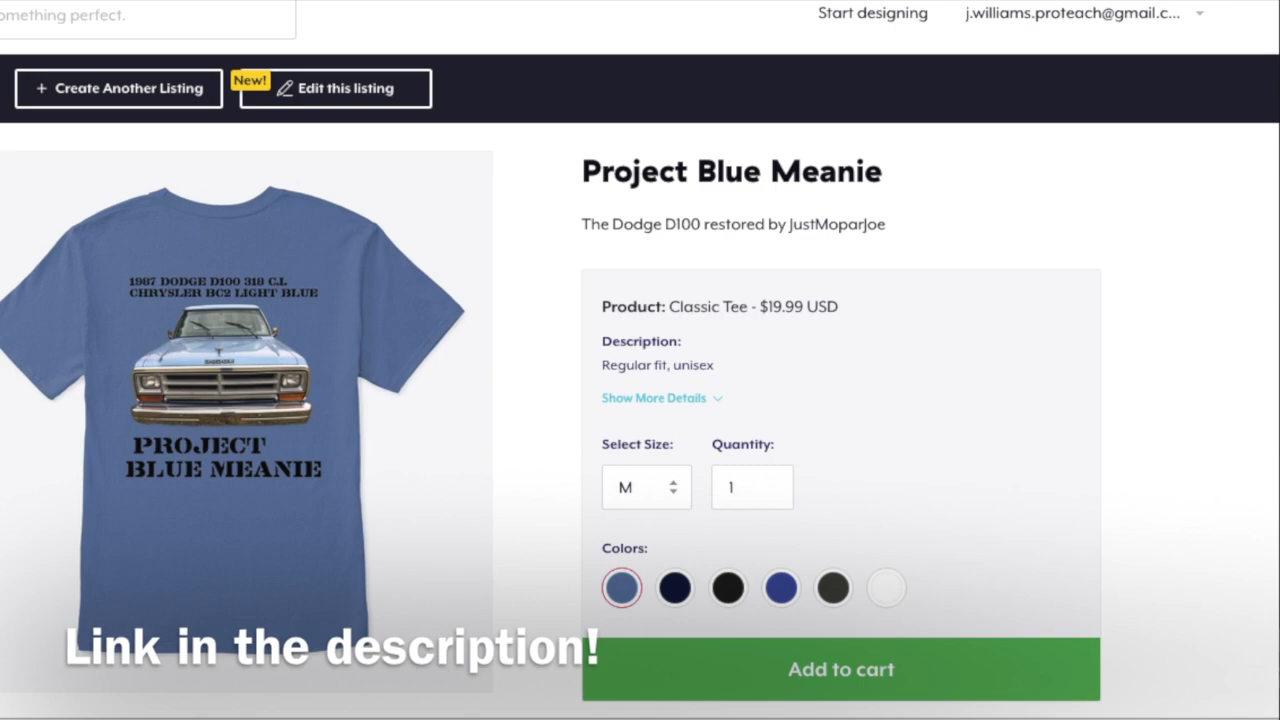 omething perfect.
Start designing
j.williams.proteach@gmail.c...
+ Create Another Listing
New!
Edit this listing
Project Blue Meanie
The Dodge D100 restored by JustMoparJoe
1987 DODGE D100 318 C.I.
CHRYSLER BC2 LIGHT BLUE
DODGE
PROJECT
BLUE MEANIE
Product: Classic Tee - $19.99 USD
Description:
Regular fit, unisex
Show More Details
Select Size:
Quantity:
M
1
Colors:
Add to cart
Link in the description!